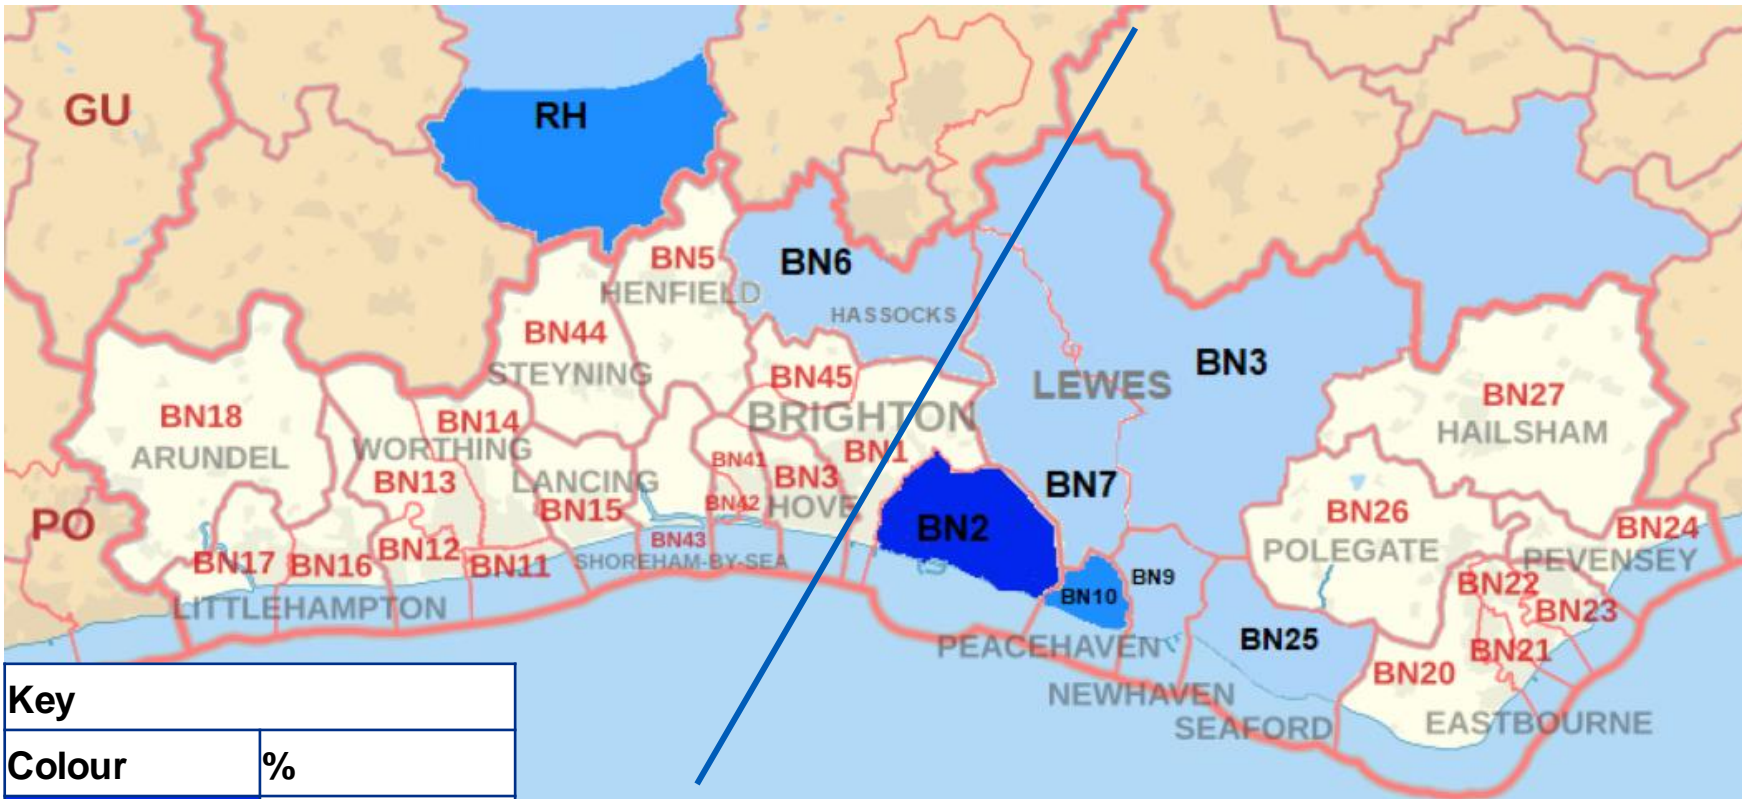 GU
RH
BN5
HENFIELD
BN6
HASSOCKS
BN44
STEYNING
BN45
BRIGHTON
LEWES
BN3
BN27
HAILSHAM
BN18
ARUNDEL
BN14
WORTHING
BN13
LANCING
BN15
BN41
BN42
BN3
HOVE
BN1
BN7
BN2
BN26
POLEGATE
BN24
PEVENSEY
PO
BN17
BN16
BN12
BN11
BN43
SHOREHAM-BY-SEA
LITTLEHAMPTON
BN9
BN10
BN22
BN23
BN25
BN21
BN20
PEACEHAVEN
NEWHAVEN
SEAFORD
EASTBOURNE
Key
Colour %